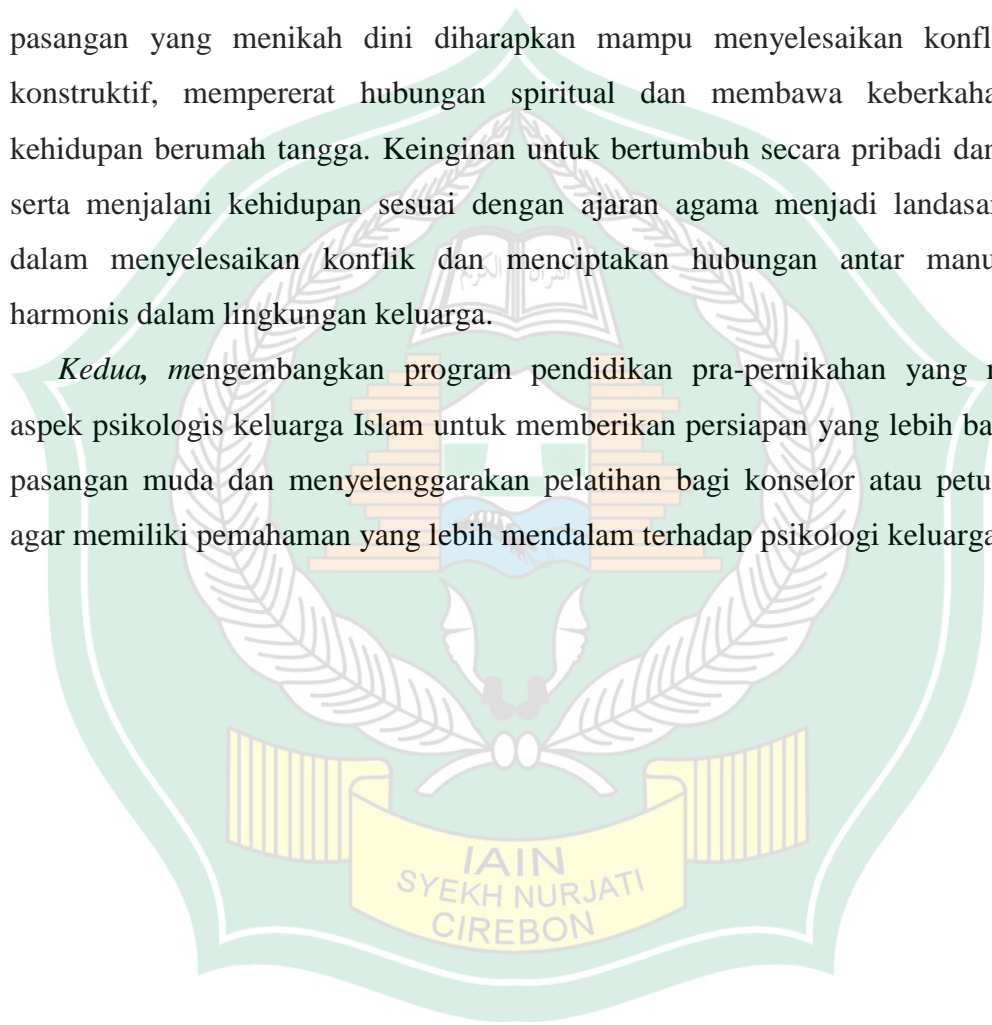 pasangan yang menikah dini diharapkan mampu menyelesaikan konfl
konstruktif, mempererat hubungan spiritual dan membawa keberkaha
kehidupan berumah tangga. Keinginan untuk bertumbuh secara pribadi dan
serta menjalani kehidupan sesuai dengan ajaran agama menjadi landasan
dalam menyelesaikan konflik dan menciptakan hubungan antar manu
harmonis dalam lingkungan keluarga.
Kedua, mengembangkan program pendidikan pra-pernikahan yang
aspek psikologis keluarga Islam untuk memberikan persiapan yang lebih ba
pasangan muda dan menyelenggarakan pelatihan bagi konselor atau petu
agar memiliki pemahaman yang lebih mendalam terhadap psikologi keluarga
IAIN
SYEKH NURJATI
CIREBON